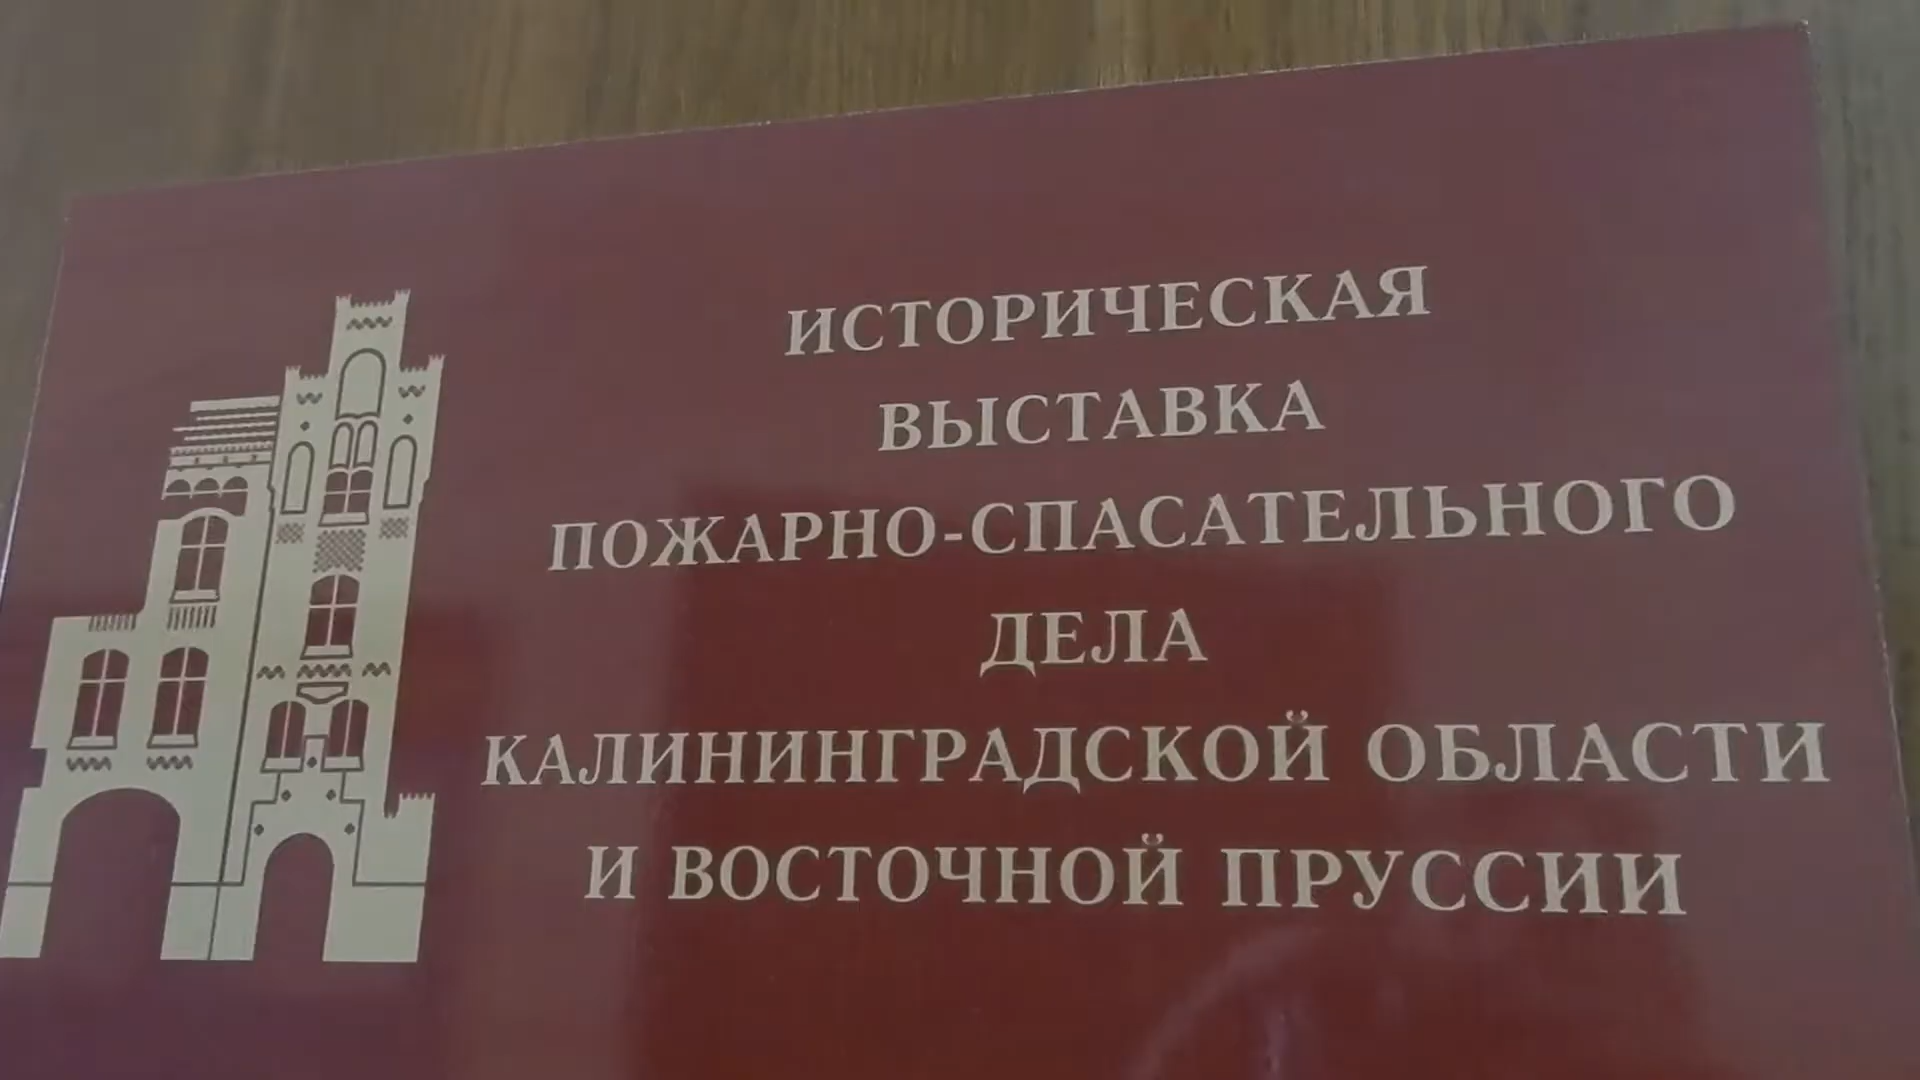 ИСТОРИЧЕСКАЯ
ВЫСТАВКА
ПОЖАРНО-СПАСАТЕЛЬНОГО
ДЕЛА
КАЛИНИНГРАДСКОЙ ОБЛАСТИ
И ВОСТОЧНОЙ ПРУССИИ